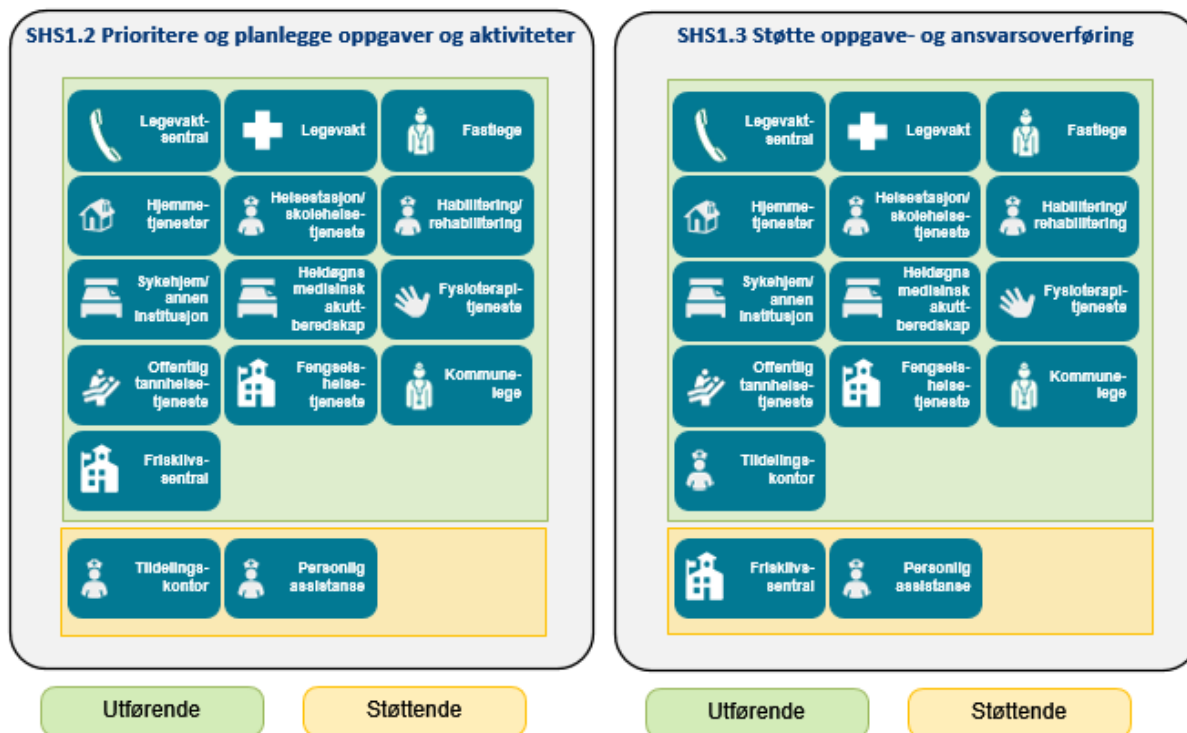 SHS1.2 Prioritere og planlegge oppgaver og aktiviteter
Legevakt-
sentral
Legevakt
Fastlege
Hjemme-
tjenester
Helsestasjon/
skolehelse-
tjeneste
Habilitering/
rehabilitering
Sykehjem/
annen
institusjon
Heldøgns
medisinsk
akutt-
beredskap
Fysioterapi-
tjeneste
Offentlig
tannhelse-
tjeneste
Fengsels-
helse-
tjeneste
Kommune-
lege
Frisklivs-
sentral
Tildelings-
kontor
Personlig
assistanse
Utførende
Støttende
SHS1.3 Støtte oppgave- og ansvarsoverføring
Legevakt-
sentral
Legevakt
Fastlege
Hjemme-
tjenester
Helsestasjon/
skolehelse-
tjeneste
Habilitering/
rehabilitering
Sykehjem/
annen
institusjon
Heldøgns
medisinsk
akutt-
beredskap
Fysioterapi-
tjeneste
Offentlig
tannhelse-
tjeneste
Fengsels-
helse-
tjeneste
Kommune-
lege
Tildelings-
kontor
Frisklivs-
sentral
Personlig
assistanse
Utførende
Støttende